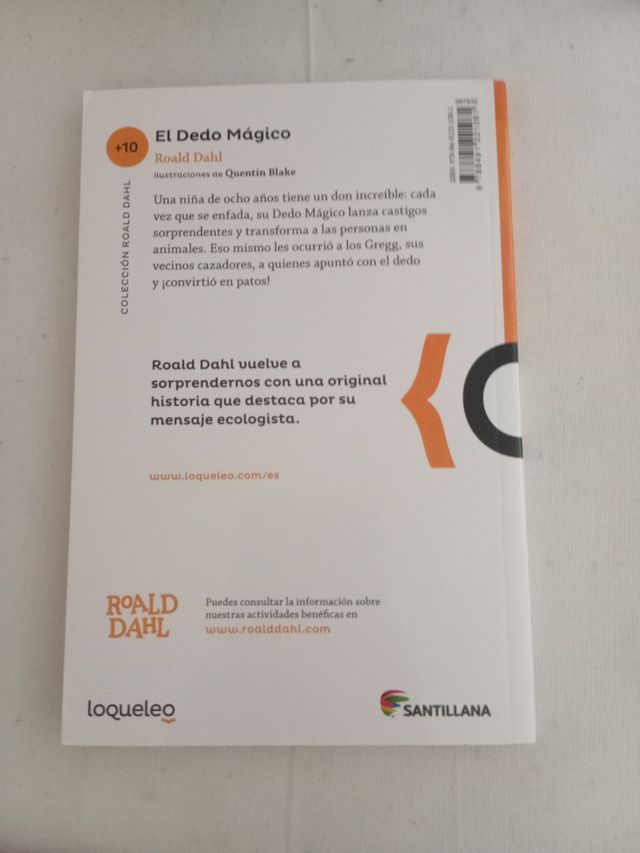 +10
El Dedo Mágico
Roald Dahl
Ilustraciones de Quentin Blake
COLECCIÓN ROALD DAHL
Una niña de ocho años tiene un don increíble: cada
vez que se enfada, su Dedo Mágico lanza castigos
sorprendentes y transforma a las personas en
animales. Eso mismo les ocurrió a los Gregg, sus
vecinos cazadores, a quienes apuntó con el dedo
y ¡convirtió en patos!
Roald Dahl vuelve a
sorprendernos con una original
historia que destaca por su
mensaje ecologista.
www.loqueleo.com/es
ROALD
DAHL
Puedes consultar la información sobre
nuestras actividades benéficas en
www.roalddahl.com
loqueleo
SANTILLANA